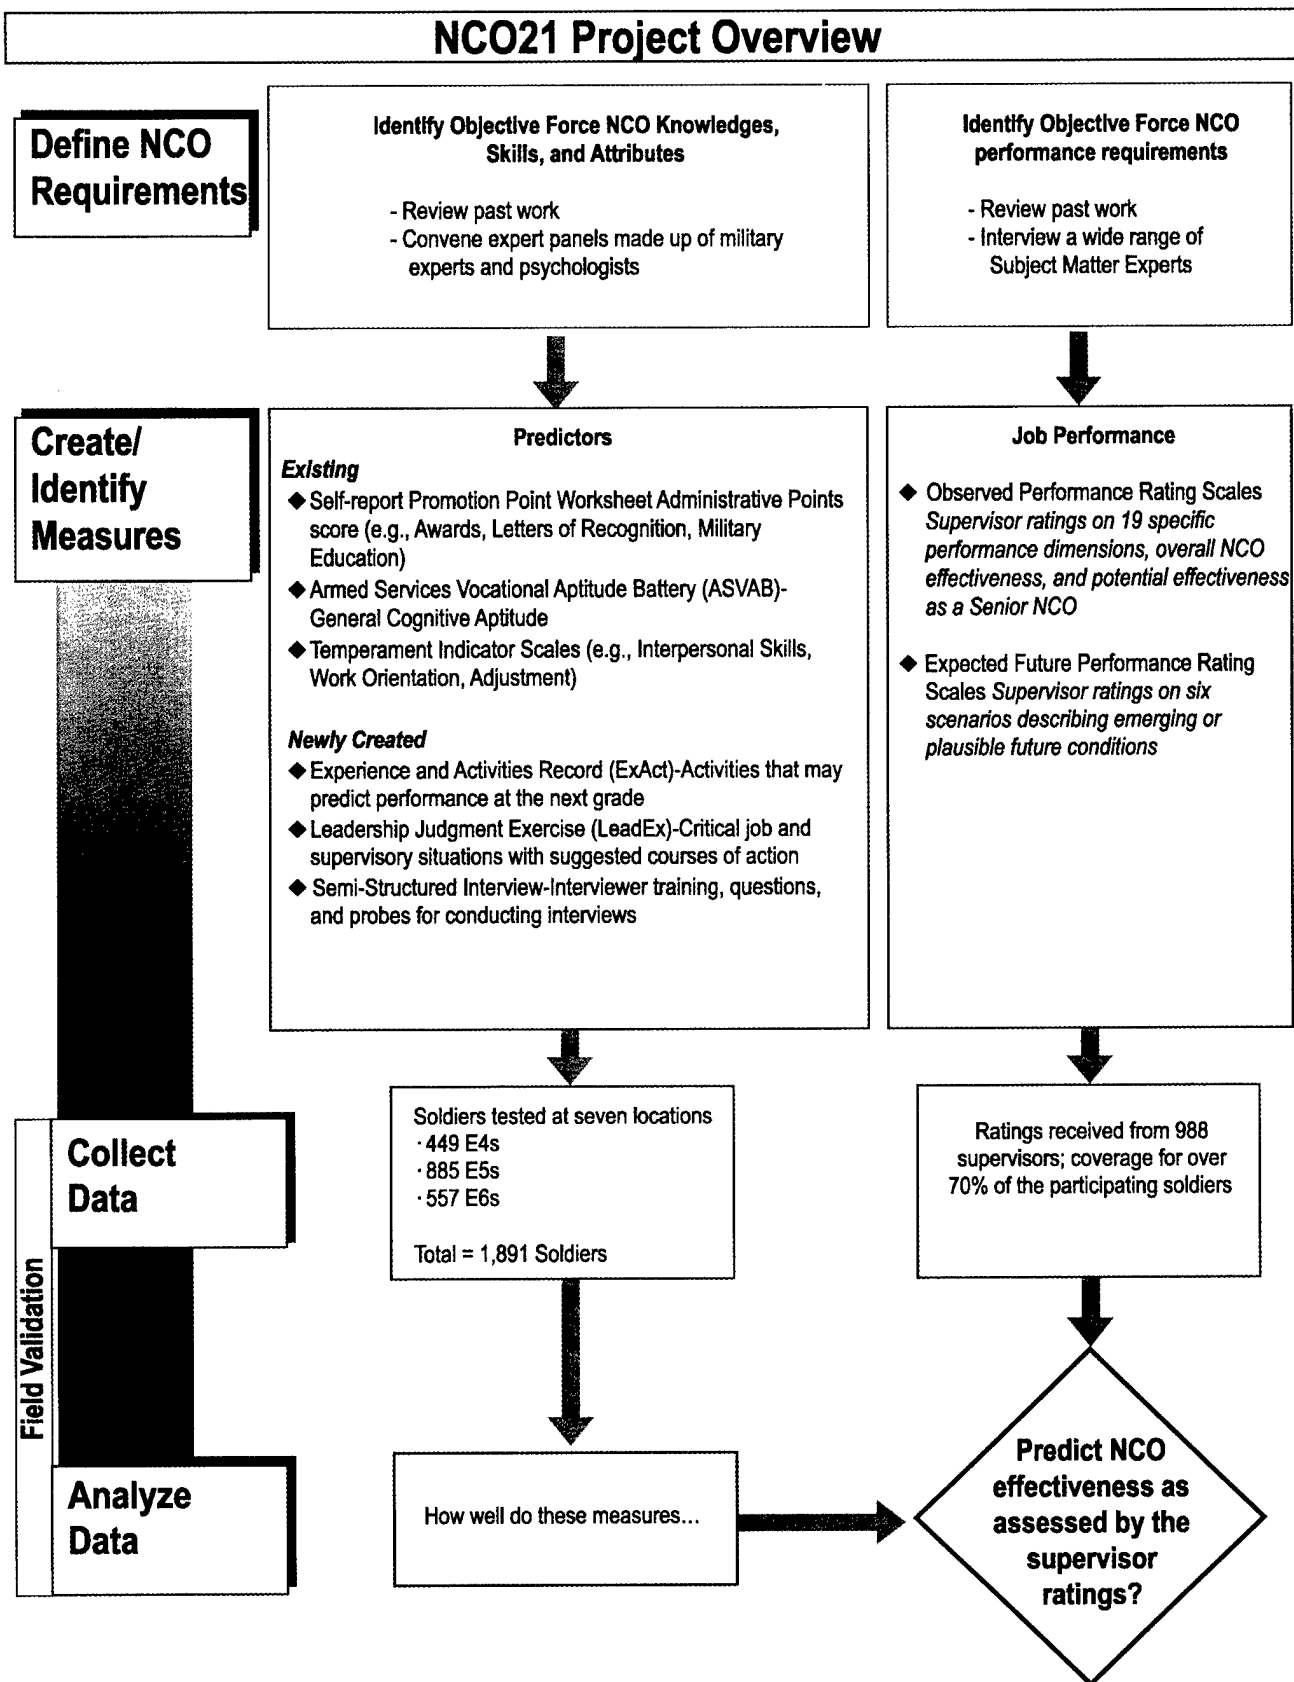 NCO21 Project Overview
Define NCO
Requirements
Identify Objective Force NCO Knowledges,
Skills, and Attributes
- Review past work
- Convene expert panels made up of military
experts and psychologists
Identify Objective Force NCO
performance requirements
- Review past work
- Interview a wide range of
Subject Matter Experts
Create/
Identify
Measures
Predictors
Existing
◆ Self-report Promotion Point Worksheet Administrative Points
score (e.g., Awards, Letters of Recognition, Military
Education)
◆ Armed Services Vocational Aptitude Battery (ASVAB)-
General Cognitive Aptitude
◆ Temperament Indicator Scales (e.g., Interpersonal Skills,
Work Orientation, Adjustment)
Newly Created
◆ Experience and Activities Record (ExAct)-Activities that may
predict performance at the next grade
◆ Leadership Judgment Exercise (LeadEx)-Critical job and
supervisory situations with suggested courses of action
◆ Semi-Structured Interview-Interviewer training, questions,
and probes for conducting interviews
Job Performance
◆ Observed Performance Rating Scales
Supervisor ratings on 19 specific
performance dimensions, overall NCO
effectiveness, and potential effectiveness
as a Senior NCO
◆ Expected Future Performance Rating
Scales Supervisor ratings on six
scenarios describing emerging or
plausible future conditions
Field Validation
Collect
Data
Soldiers tested at seven locations
· 449 E4s
· 885 E5s
· 557 E6s
Total = 1,891 Soldiers
Ratings received from 988
supervisors; coverage for over
70% of the participating soldiers
Analyze
Data
How well do these measures...
Predict NCO
effectiveness as
assessed by the
supervisor
ratings?